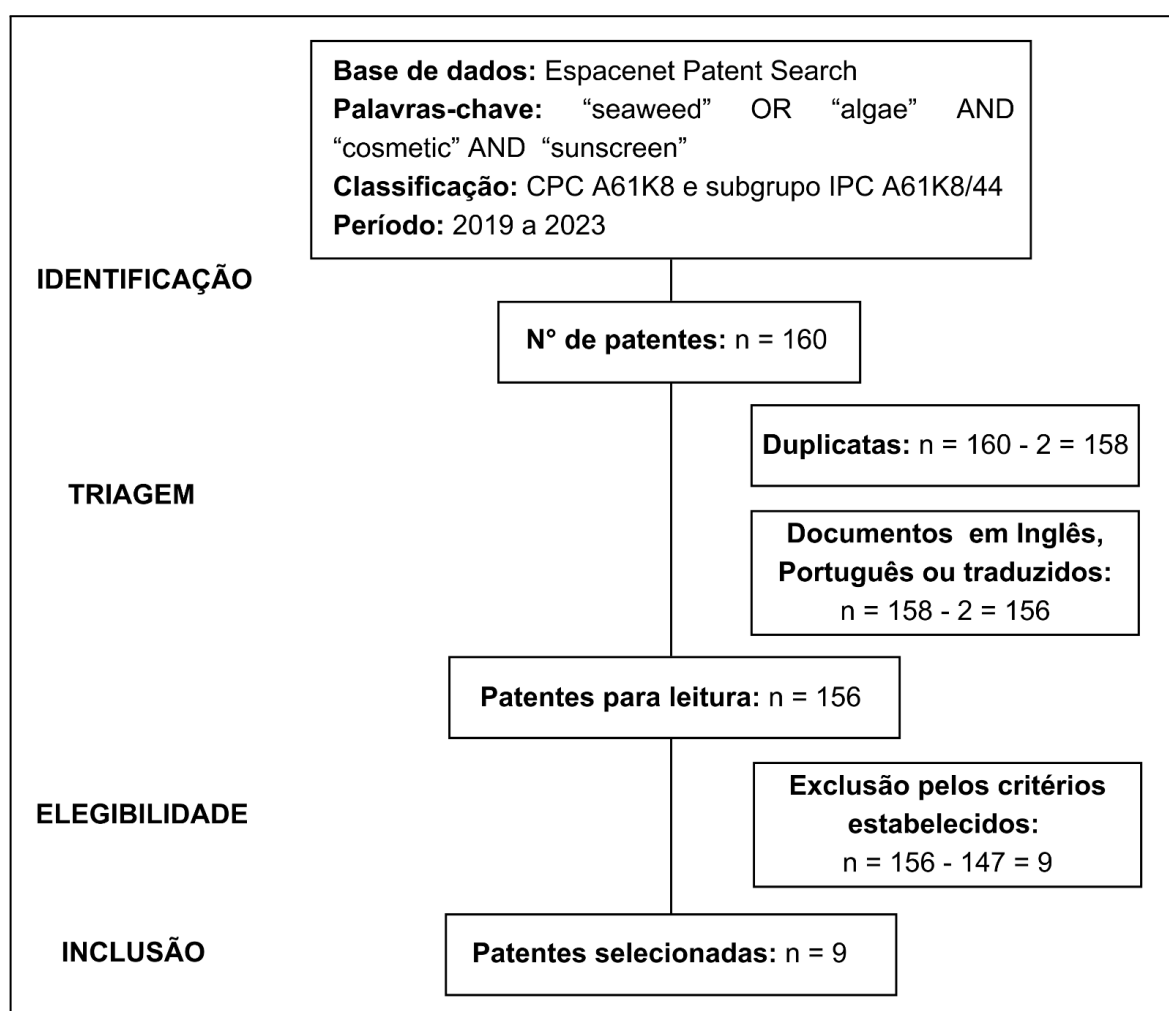 Base de dados: Espacenet Patent Search
Palavras-chave: “seaweed” OR “algae” AND
“cosmetic” AND “sunscreen”
Classificação: CPC A61K8 e subgrupo IPC A61K8/44
Período: 2019 a 2023
IDENTIFICAÇÃO
N° de patentes: n = 160
Duplicatas: n = 160 - 2 = 158
TRIAGEM
Documentos em Inglês,
Português ou traduzidos:
n = 158 - 2 = 156
Patentes para leitura: n = 156
ELEGIBILIDADE
Exclusão pelos critérios
estabelecidos:
n = 156 - 147 = 9
INCLUSÃO
Patentes selecionadas: n = 9